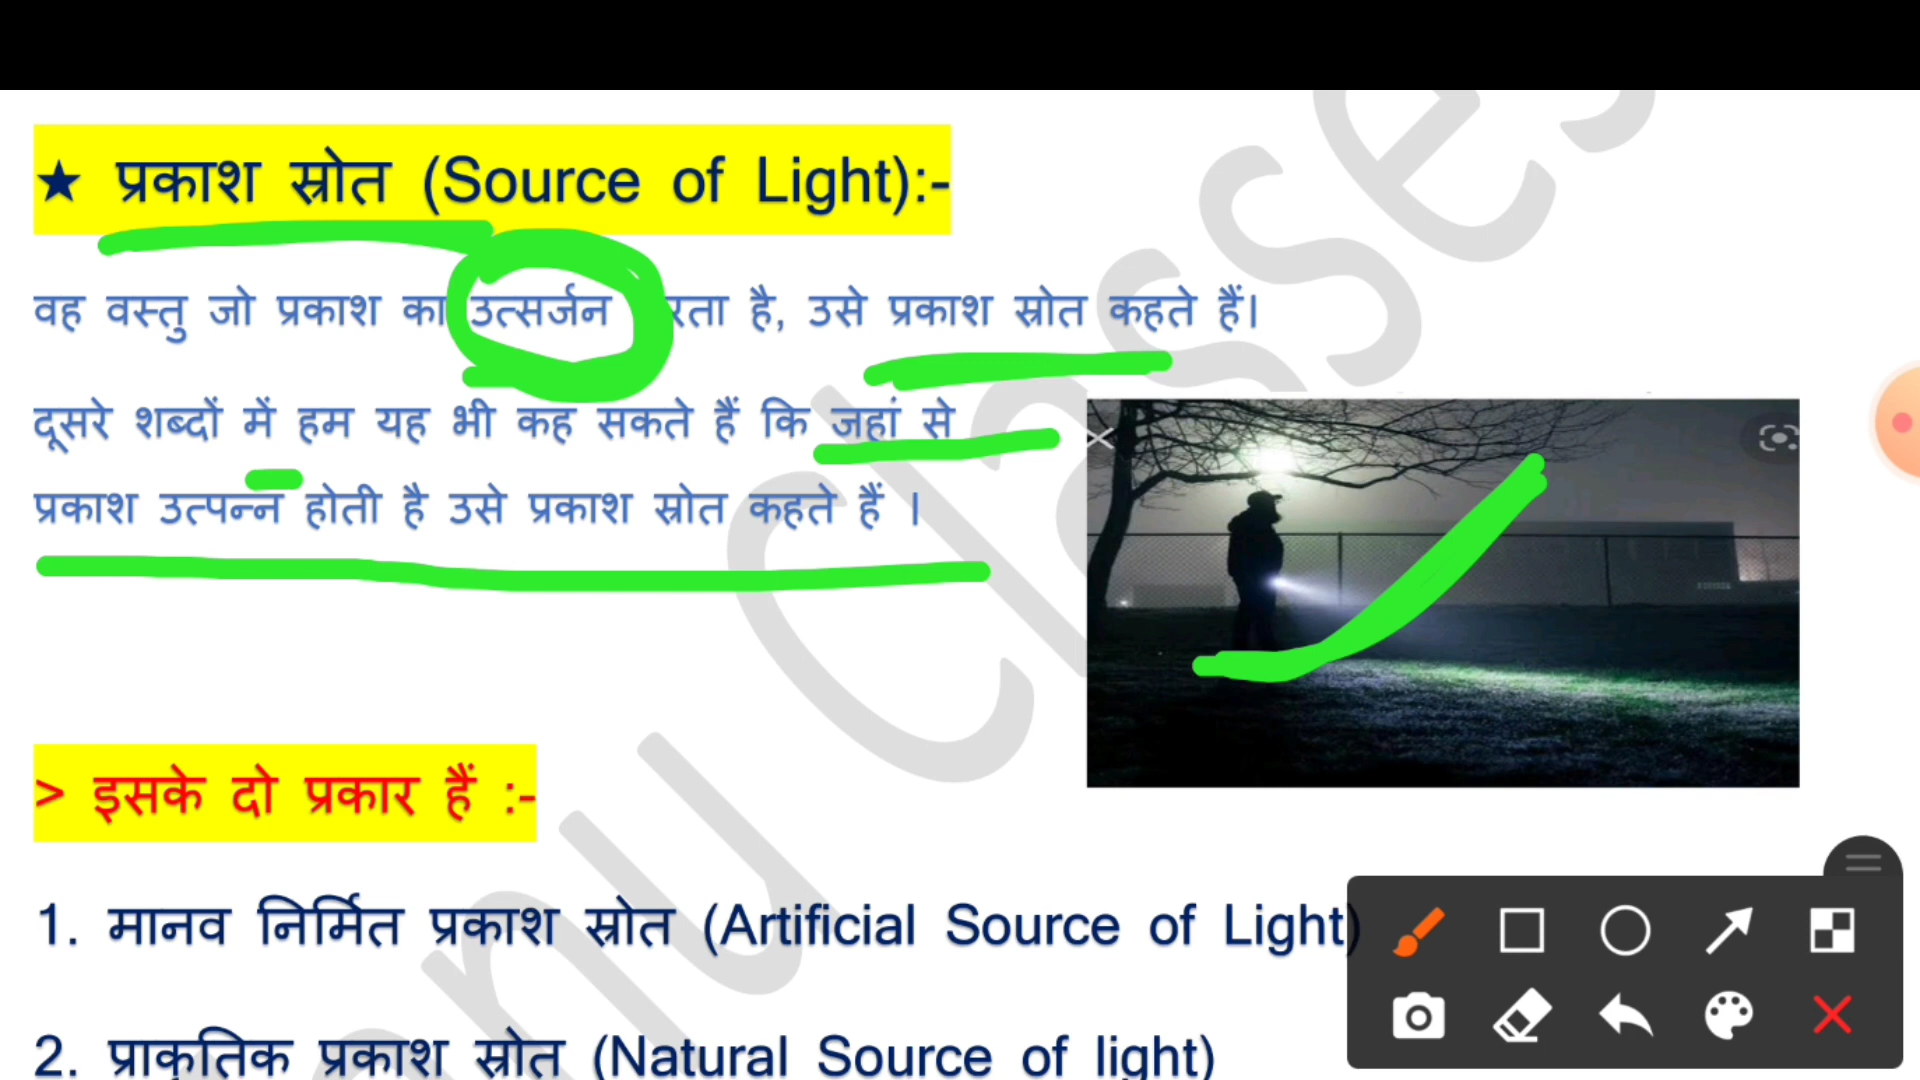 ★ प्रकाश स्रोत (Source of Light):-
वह वस्तु जो प्रकाश का उत्सर्जन रता है, उसे प्रकाश स्रोत कहते हैं।
दूसरे शब्दों में हम यह भी कह सकते हैं कि जहां से
प्रकाश उत्पन्न होती है उसे प्रकाश स्रोत कहते हैं ।
> इसके दो प्रकार हैं :-
1. मानव निर्मित प्रकाश स्रोत (Artificial Source of Light)
2. प्राकृतिक प्रकाश स्रोत (Natural Source of light)